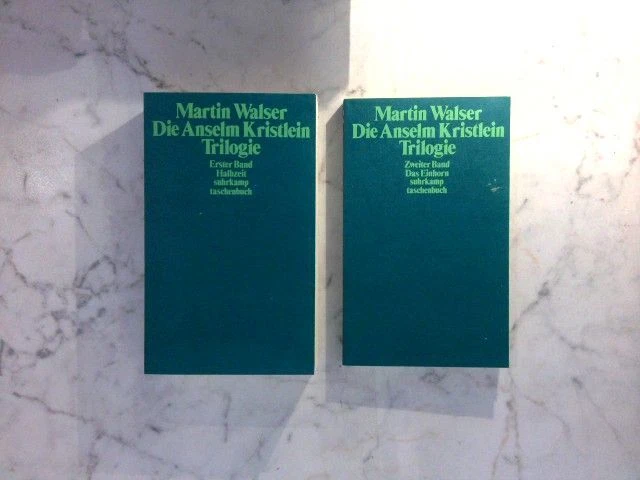 Martin Walser
Die Anselm Kristlein
Trilogie
Erster Band
Halbzeit
suhrkamp
taschenbuch
Martin Walser
Die Anselm Kristlein
Trilogie
Zweiter Band
Das Einhorn
suhrkamp
taschenbuch